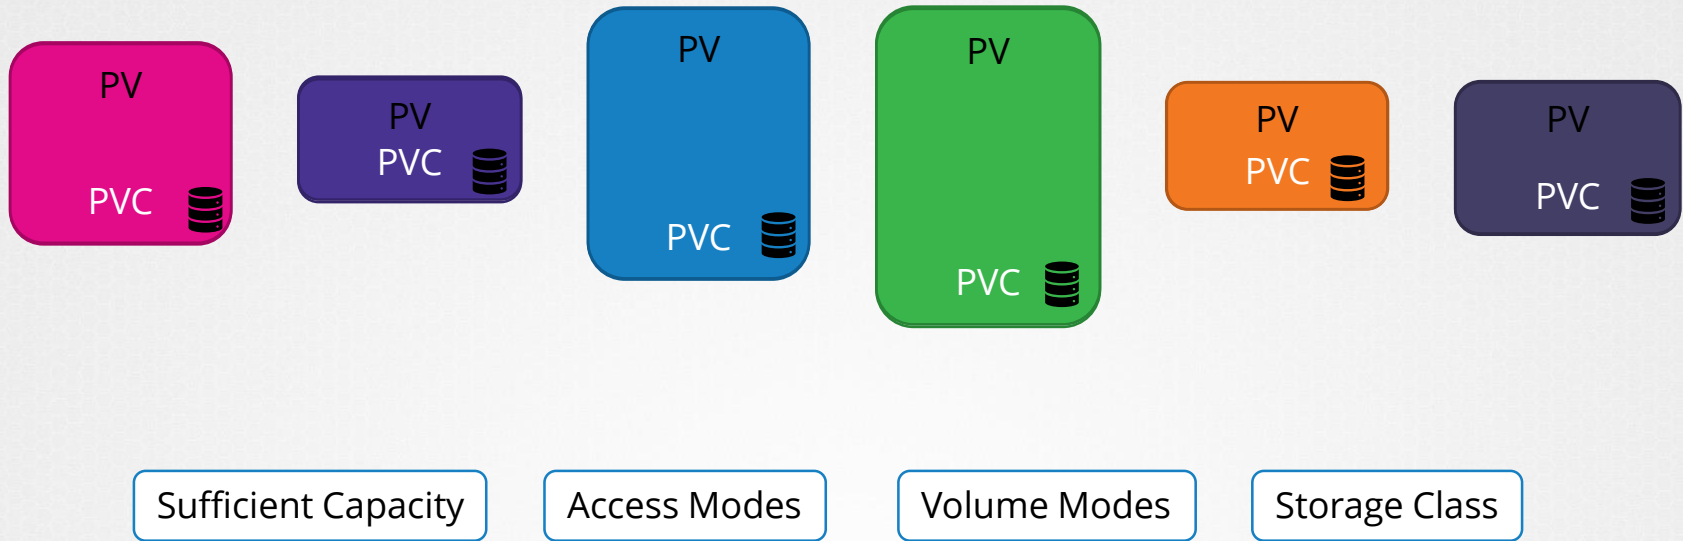 PV
PVC
PV
PVC
PV
PVC
PV
PVC
PV
PVC
PV
PVC
Sufficient Capacity
Access Modes
Volume Modes
Storage Class